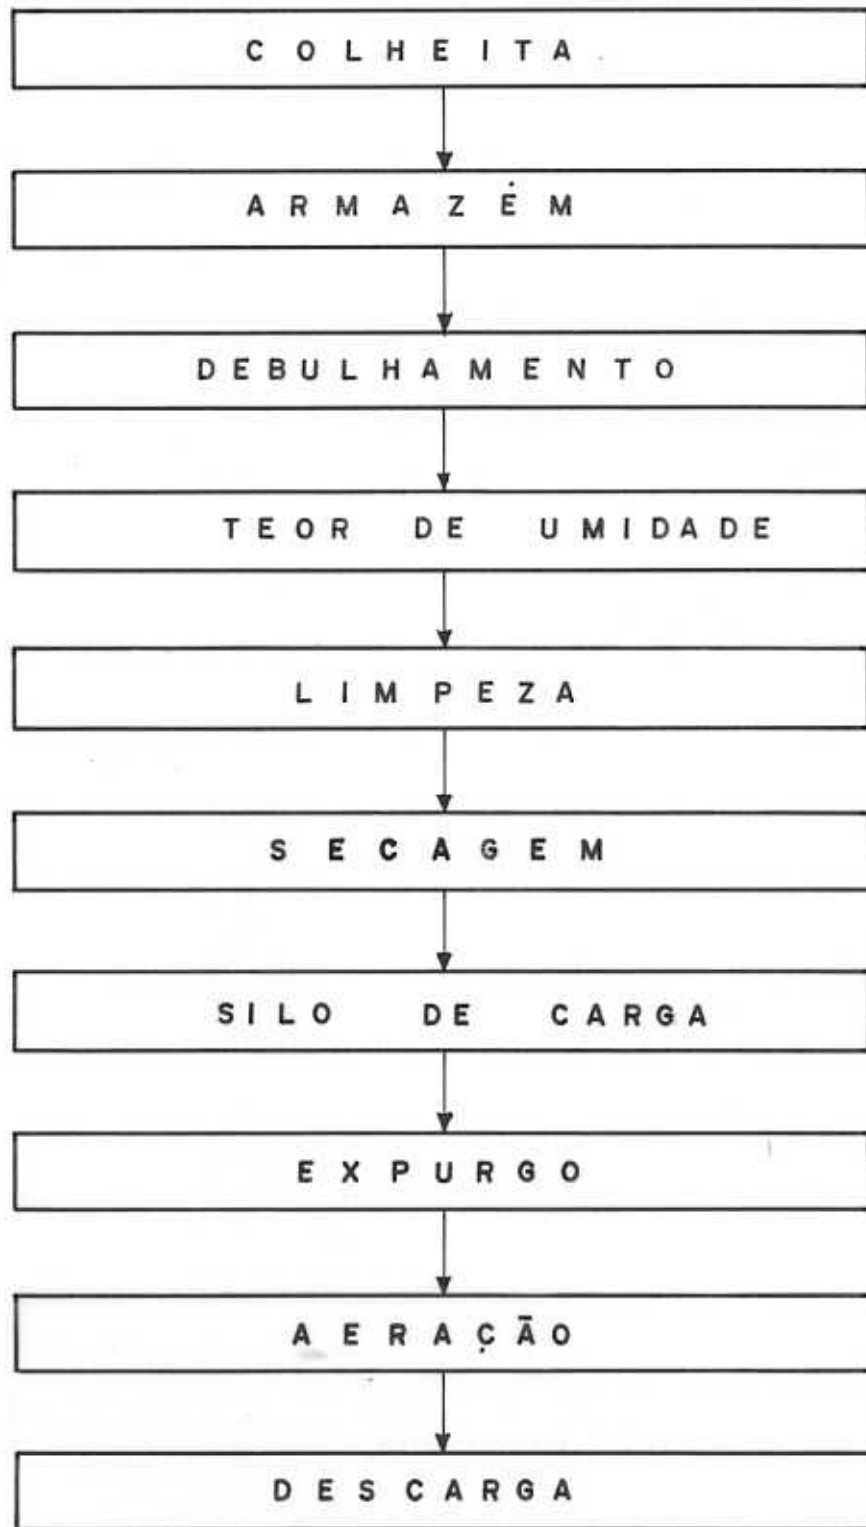 COLHEITA
ARMAZÉM
DEBULHAMENTO
TEOR DE UMIDADE
LIMPEZA
SECAGEM
SILO DE CARGA
EXPURGO
AERAÇÃO
DESCARGA